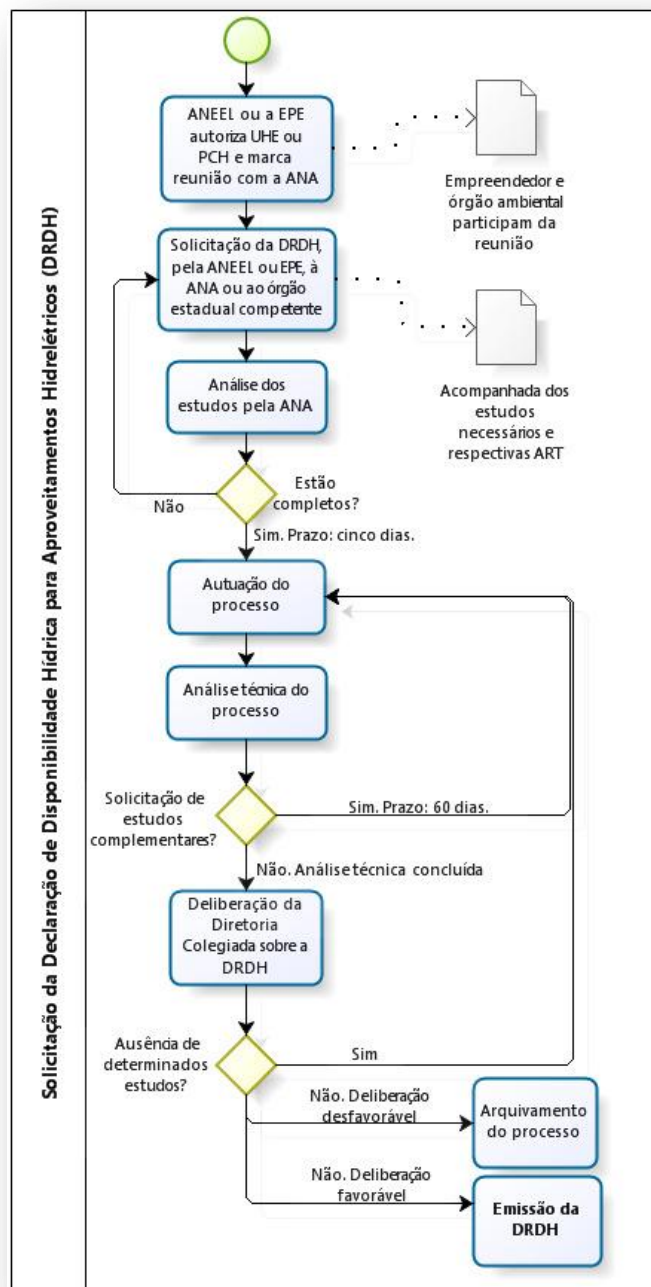 Solicitação da Declaração de Disponibilidade Hídrica para Aproveitamentos Hidrelétricos (DRDH)
ANEEL ou a EPE
autoriza UHE ou
PCH e marca
reunião com a ANA
Empreendedor e
órgão ambiental
participam da
reunião
Solicitação da DRDH,
pela ANEEL ou EPE, à
ANA ou ao órgão
estadual competente
Acompanhada dos
estudos
necessários e
respectivas ART
Análise dos
estudos pela ANA
Estão
completos?
Não
Sim. Prazo: cinco dias.
Autuação do
processo
Análise técnica do
processo
Solicitação de
estudos
complementares?
Sim. Prazo: 60 dias.
Não. Análise técnica concluída
Deliberação da
Diretoria
Colegiada sobre a
DRDH
Ausência de
determinados
estudos?
Sim
Não. Deliberação
desfavorável
Arquivamento
do processo
Não. Deliberação
favorável
Emissão da
DRDH